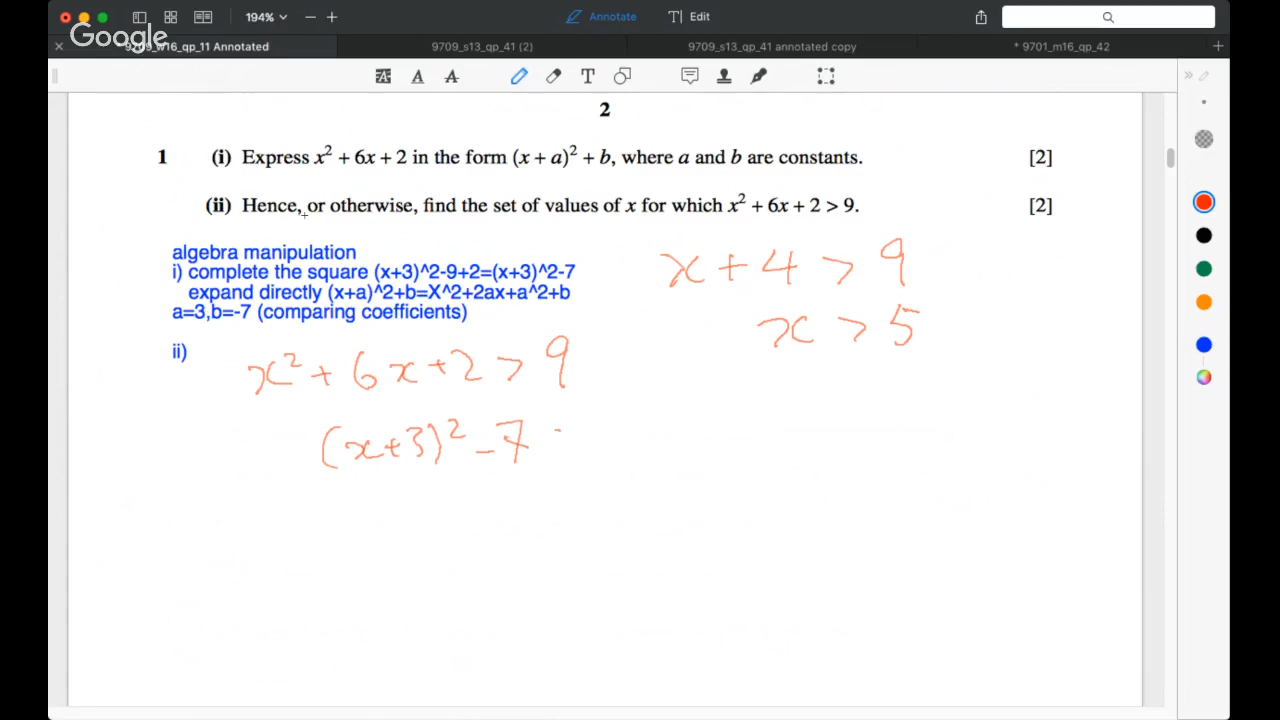 194%
Annotate
Edit
Google
9709_w16_qp_11 Annotated
9709_s13_qp_41 (2)
9709_s13_qp_41 annotated copy
* 9701_m16_qp_42
2
1 (i) Express x² + 6x + 2 in the form (x + a)² + b, where a and b are constants. [2]
(ii) Hence, or otherwise, find the set of values of x for which x² + 6x + 2 > 9. [2]
algebra manipulation
i) complete the square (x+3)^2-9+2=(x+3)^2-7
expand directly (x+a)^2+b=X^2+2ax+a^2+b
a=3,b=-7 (comparing coefficients)
ii)
x² + 6x + 2 > 9
(x+3)² - 7
x + 4 > 9
x > 5